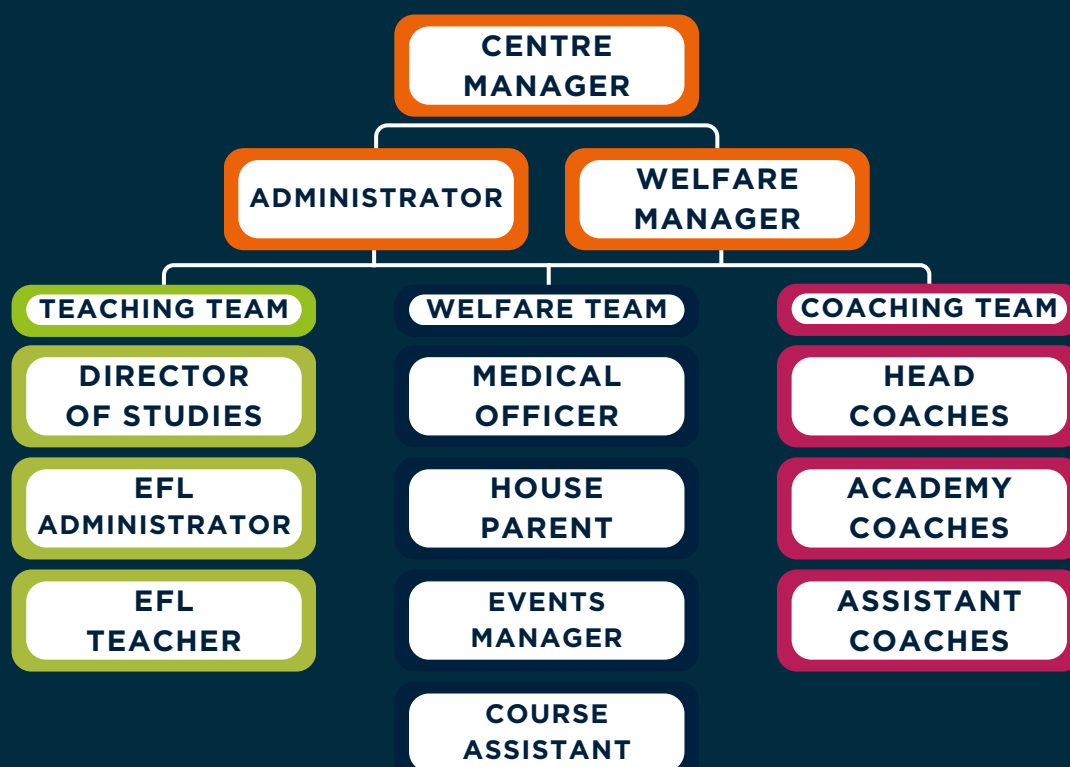 CENTRE
MANAGER
ADMINISTRATOR
WELFARE
MANAGER
TEACHING TEAM
DIRECTOR
OF STUDIES
EFL
ADMINISTRATOR
EFL
TEACHER
WELFARE TEAM
MEDICAL
OFFICER
HOUSE
PARENT
EVENTS
MANAGER
COURSE
ASSISTANT
COACHING TEAM
HEAD
COACHES
ACADEMY
COACHES
ASSISTANT
COACHES